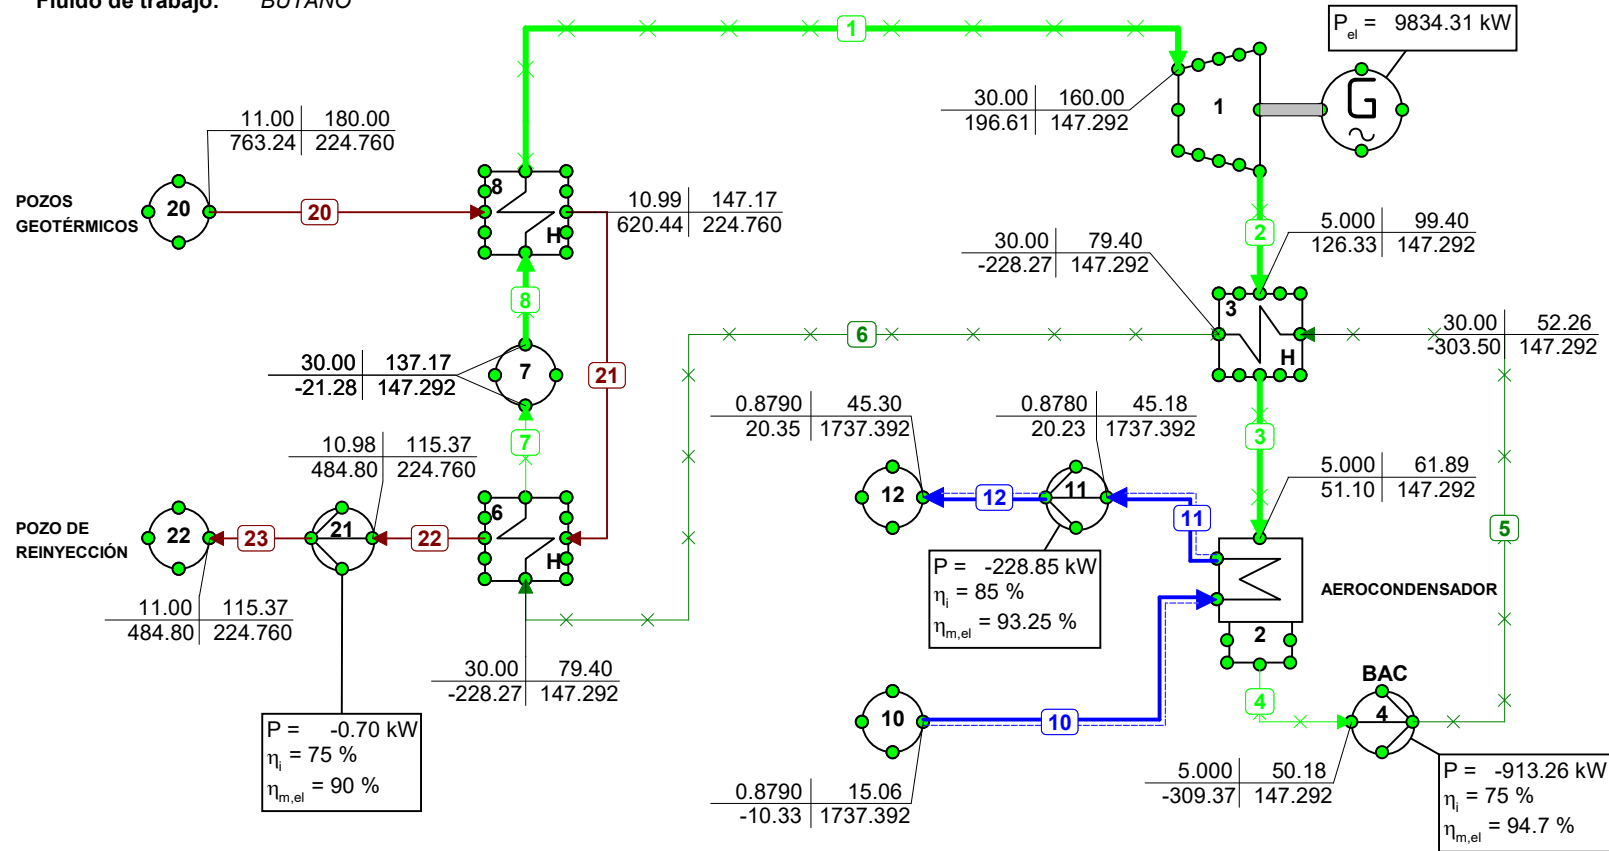 Fluido de trabajo: BUTANO
1
P el = 9834.31 kW
G
30.00 160.00
196.61 147.292
1
11.00 180.00
763.24 224.760
POZOS
GEOTÉRMICOS
20
20
8
H
10.99 147.17
620.44 224.760
2
5.000 99.40
126.33 147.292
30.00 79.40
-228.27 147.292
3
H
8
6
30.00 52.26
-303.50 147.292
30.00 137.17
-21.28 147.292
7
21
0.8790 45.30
20.35 1737.392
0.8780 45.18
20.23 1737.392
3
10.98 115.37
484.80 224.760
7
5.000 61.89
51.10 147.292
12
12
11
11
5
POZO DE
REINYECCIÓN
22
23
21
22
6
H
P = -228.85 kW
ηi = 85 %
ηm,el = 93.25 %
AEROCONDENSADOR
2
11.00 115.37
484.80 224.760
30.00 79.40
-228.27 147.292
BAC
4
4
10
10
P = -0.70 kW
ηi = 75 %
ηm,el = 90 %
0.8790 15.06
-10.33 1737.392
5.000 50.18
-309.37 147.292
P = -913.26 kW
ηi = 75 %
ηm,el = 94.7 %